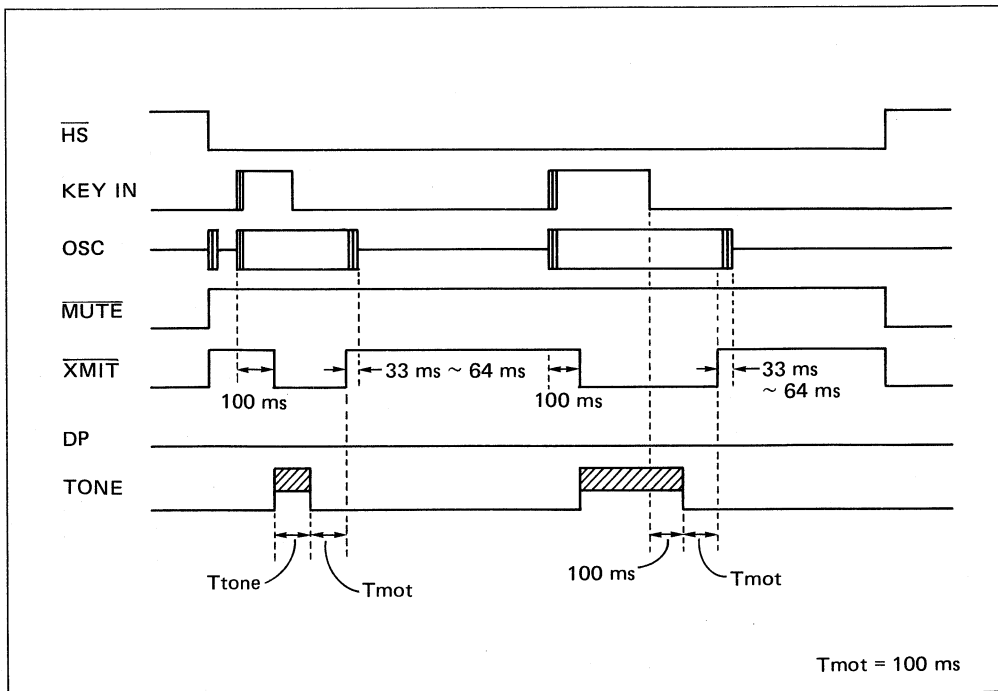 HS
KEY IN
OSC
MUTE
XMIT
33 ms ~ 64 ms
33 ms
~ 64 ms
100 ms
100 ms
DP
TONE
Ttone
Tmot
100 ms
Tmot
Tmot = 100 ms